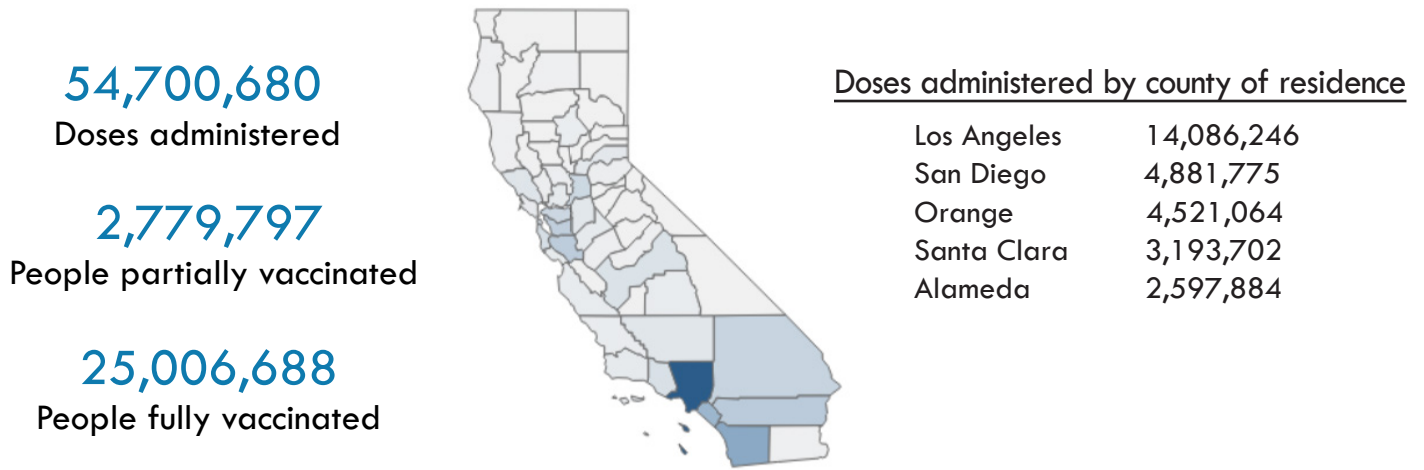 54,700,680
Doses administered
2,779,797
People partially vaccinated
25,006,688
People fully vaccinated
Doses administered by county of residence
Los Angeles 14,086,246
San Diego 4,881,775
Orange 4,521,064
Santa Clara 3,193,702
Alameda 2,597,884